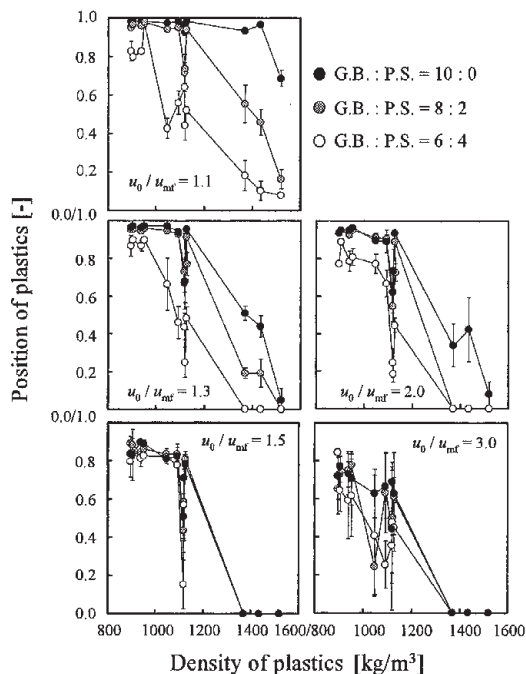 1.0
0.8
0.6
0.4
0.2
0.0/1.0
0.8
0.6
0.4
0.2
0.0/1.0
0.8
0.6
0.4
0.2
0.0
u0 / umf = 1.1
G.B. : P.S. = 10 : 0
G.B. : P.S. = 8 : 2
G.B. : P.S. = 6 : 4
u0 / umf = 1.3
u0 / umf = 2.0
u0 / umf = 1.5
u0 / umf = 3.0
800 1000 1200 1400 1600/800 1000 1200 1400 1600
Position of plastics [-]
Density of plastics [kg/m³]